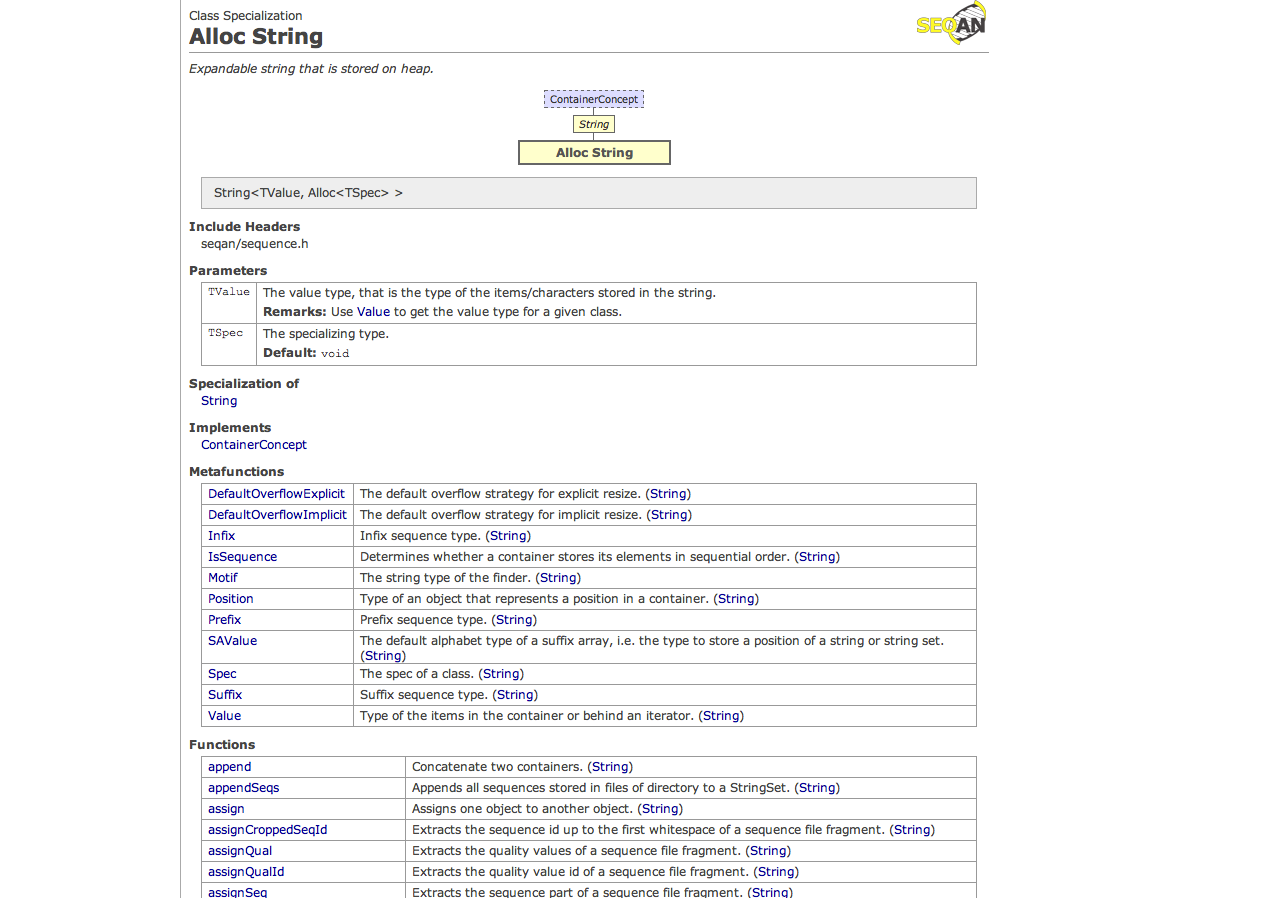 Class Specialization
Alloc String
SEQAN
Expandable string that is stored on heap.
ContainerConcept
String
Alloc String
String<TValue, Alloc<TSpec> >
Include Headers
seqan/sequence.h
Parameters
TValue The value type, that is the type of the items/characters stored in the string.
Remarks: Use Value to get the value type for a given class.
TSpec The specializing type.
Default: void
Specialization of
String
Implements
ContainerConcept
Metafunctions
DefaultOverflowExplicit The default overflow strategy for explicit resize. (String)
DefaultOverflowImplicit The default overflow strategy for implicit resize. (String)
Infix Infix sequence type. (String)
IsSequence Determines whether a container stores its elements in sequential order. (String)
Motif The string type of the finder. (String)
Position Type of an object that represents a position in a container. (String)
Prefix Prefix sequence type. (String)
SAValue The default alphabet type of a suffix array, i.e. the type to store a position of a string or string set.
(String)
Spec The spec of a class. (String)
Suffix Suffix sequence type. (String)
Value Type of the items in the container or behind an iterator. (String)
Functions
append Concatenate two containers. (String)
appendSeqs Appends all sequences stored in files of directory to a StringSet. (String)
assign Assigns one object to another object. (String)
assignCroppedSeqId Extracts the sequence id up to the first whitespace of a sequence file fragment. (String)
assignQual Extracts the quality values of a sequence file fragment. (String)
assignQualId Extracts the quality value id of a sequence file fragment. (String)
assignSeq Extracts the sequence part of a sequence file fragment. (String)